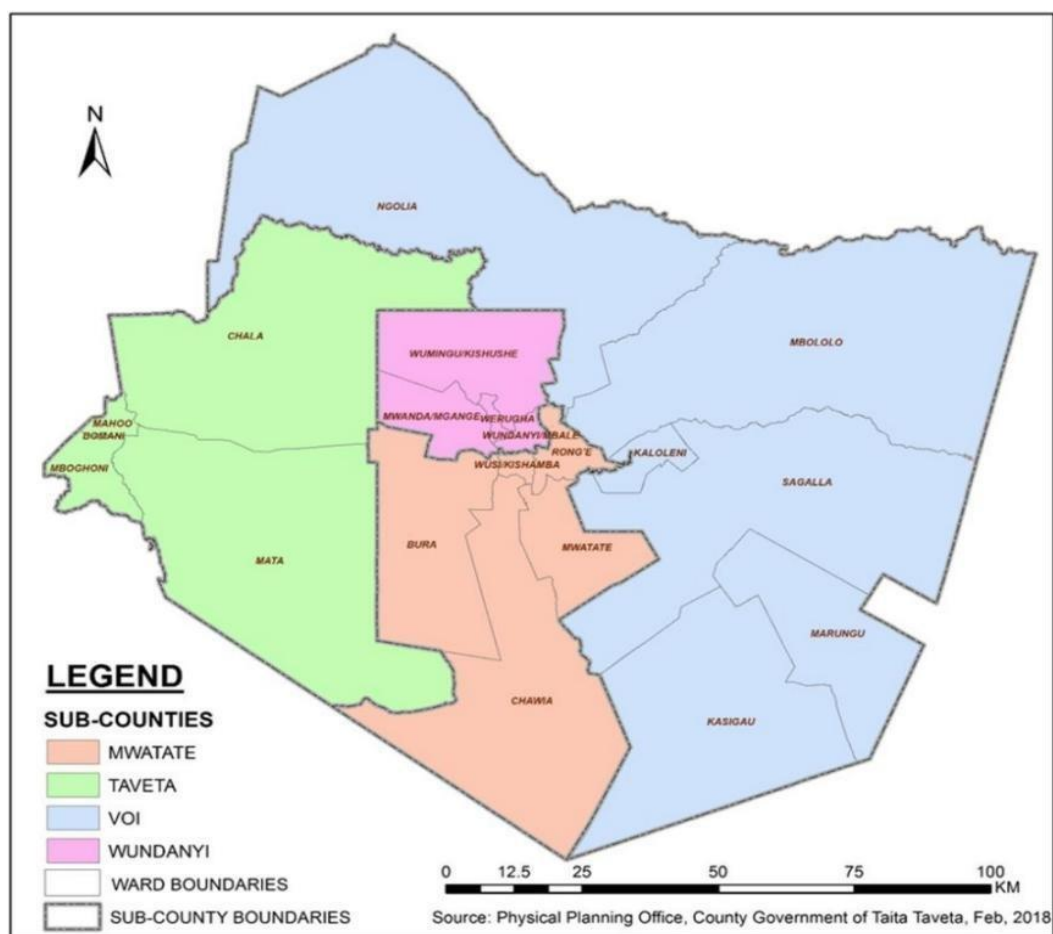 N
NGOLIA
CHALA
MBOLOLO
WUMINGU/KISHUSHE
MWANDA/MGANGE
WERUGHA
MAHOO
BOMANI
WUNDANYI/MBALE
RONG'E
KALOLENI
MBOGHONI
WUSI/KISHAMBA
SAGALLA
BURA
MWATATE
MATA
MARUNGU
CHAWIA
KASIGAU
LEGEND
SUB-COUNTIES
MWATATE
TAVETA
VOI
WUNDANYI
WARD BOUNDARIES
SUB-COUNTY BOUNDARIES
0 12.5 25 50 75 100
KM
Source: Physical Planning Office, County Government of Taita Taveta, Feb, 2018